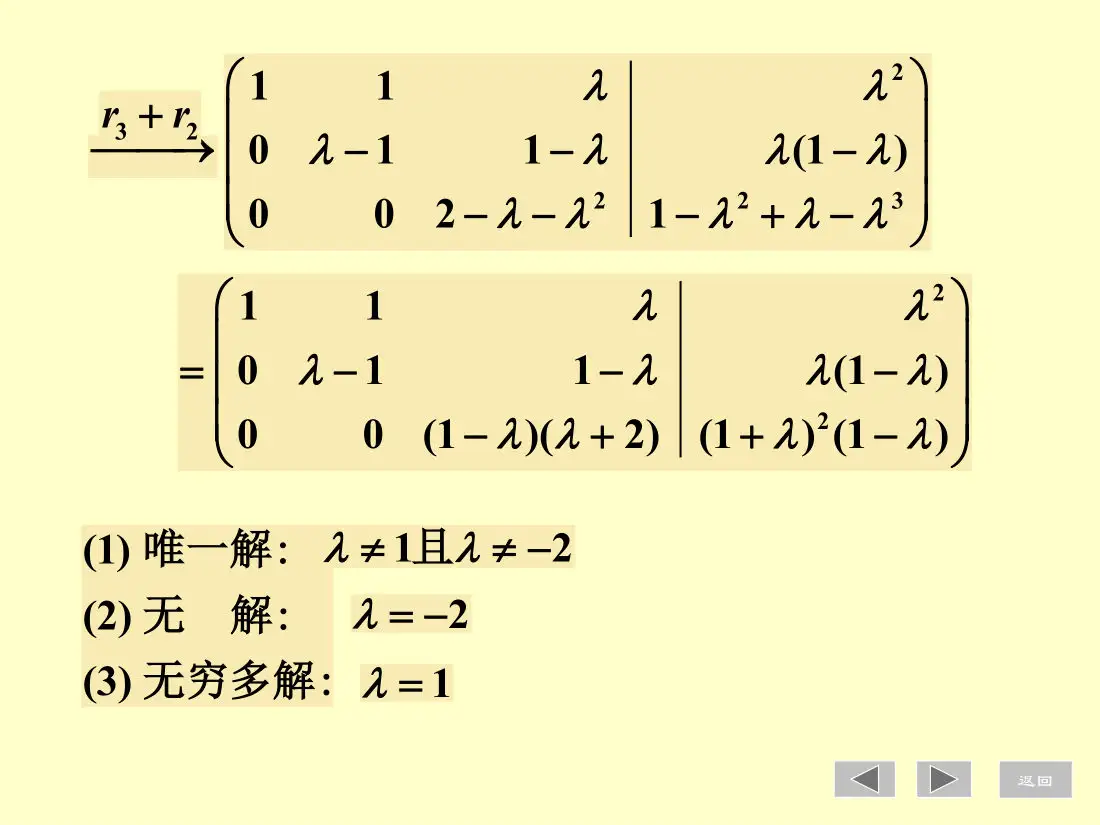 r₃ + r₂
1 1 λ | λ²
0 λ − 1 1 − λ | λ(1 − λ)
0 0 2 − λ − λ² | 1 − λ² + λ − λ³
= 1 1 λ | λ²
0 λ − 1 1 − λ | λ(1 − λ)
0 0 (1 − λ)(λ + 2) | (1 + λ)²(1 − λ)
(1) 唯一解： λ ≠ 1且λ ≠ −2
(2) 无 解： λ = −2
(3) 无穷多解： λ = 1
返回